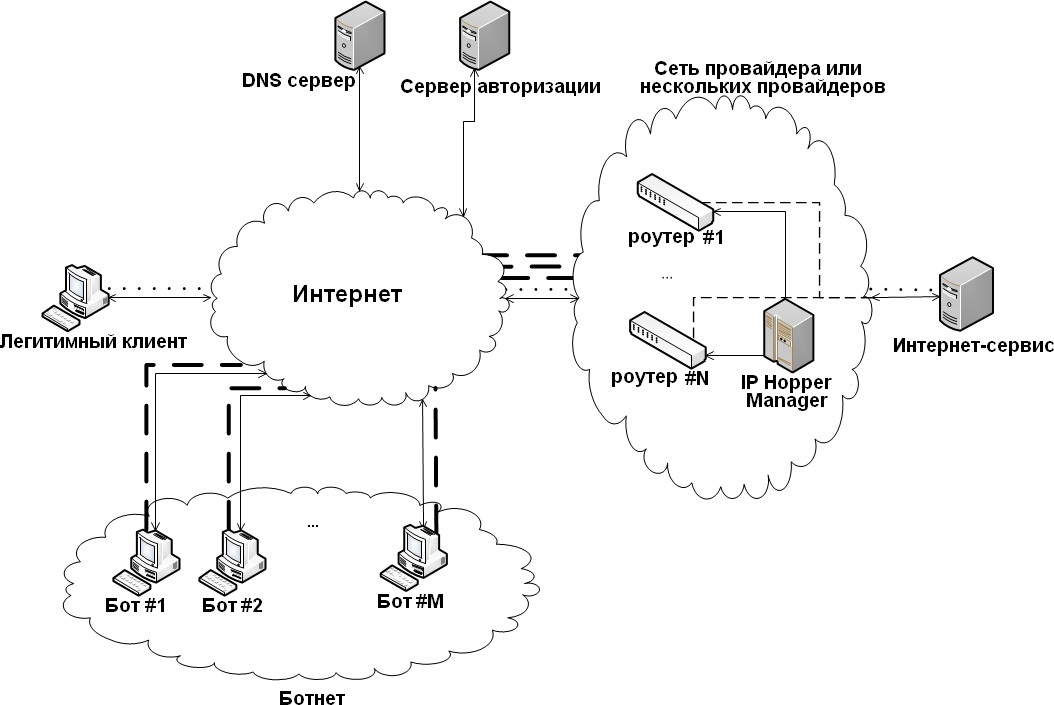 DNS сервер
Сервер авторизации
Сеть провайдера или
нескольких провайдеров
роутер #1
...
Интернет
Легитимный клиент
роутер #N
IP Hopper
Manager
Интернет-сервис
...
Бот #1
Бот #2
Бот #M
Ботнет